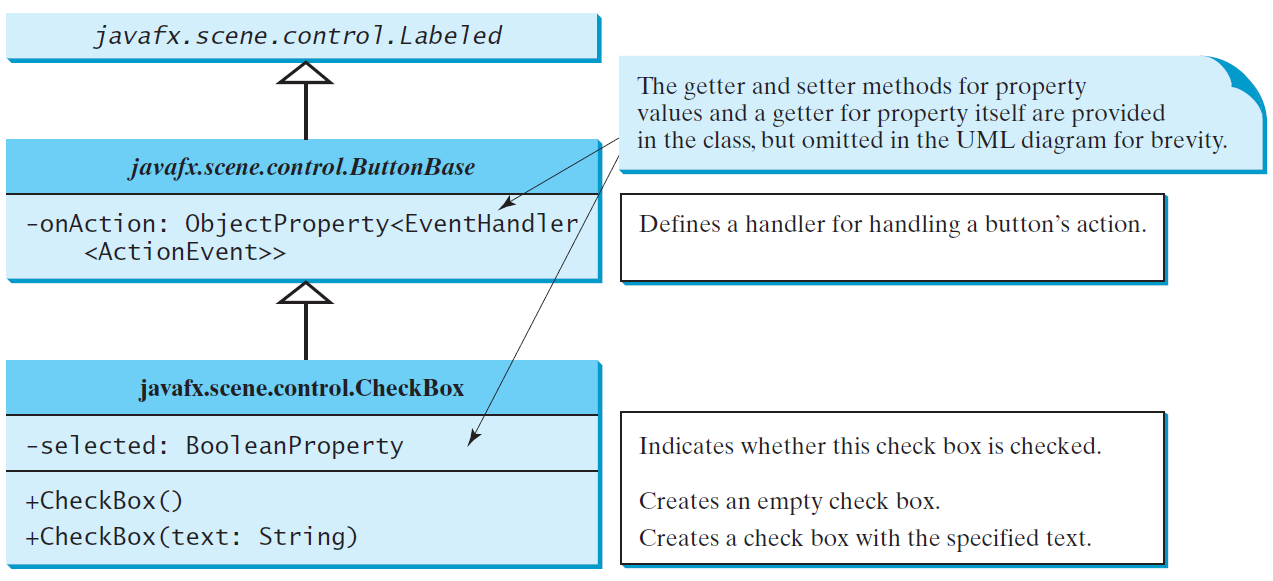 javafx.scene.control.Labeled
The getter and setter methods for property
values and a getter for property itself are provided
in the class, but omitted in the UML diagram for brevity.
javafx.scene.control.ButtonBase
-onAction: ObjectProperty<EventHandler
<ActionEvent>>
Defines a handler for handling a button’s action.
javafx.scene.control.CheckBox
-selected: BooleanProperty
Indicates whether this check box is checked.
+CheckBox()
Creates an empty check box.
+CheckBox(text: String)
Creates a check box with the specified text.